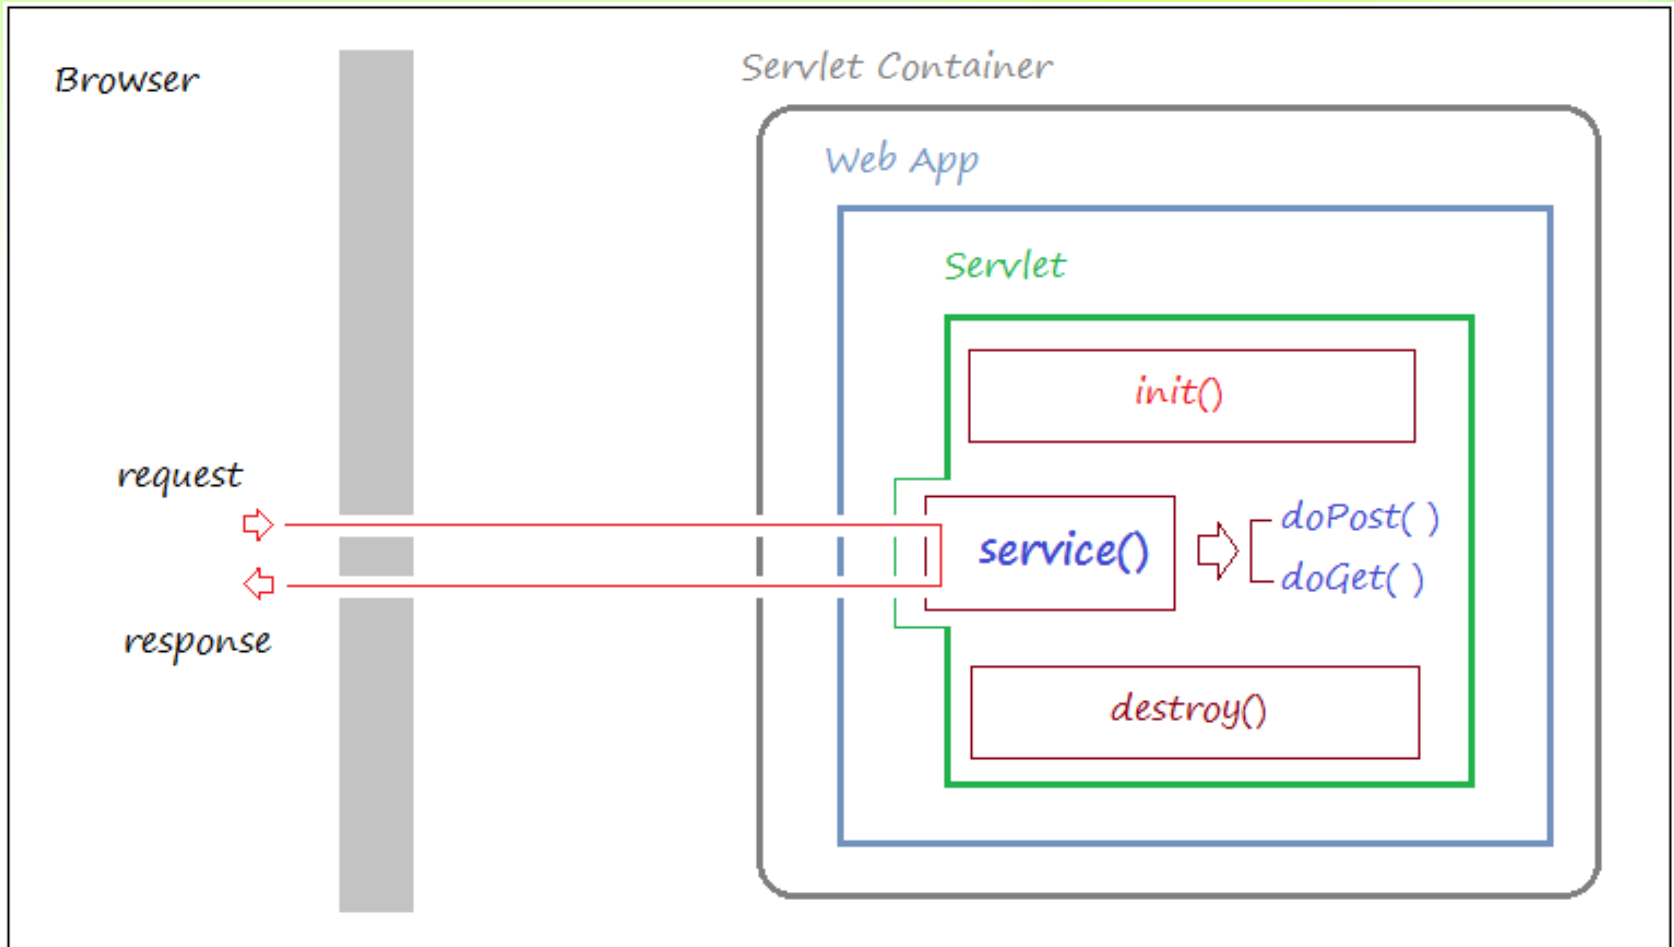 Browser
Servlet Container
Web App
Servlet
init()
request
service()
doPost( )
doGet( )
response
destroy()